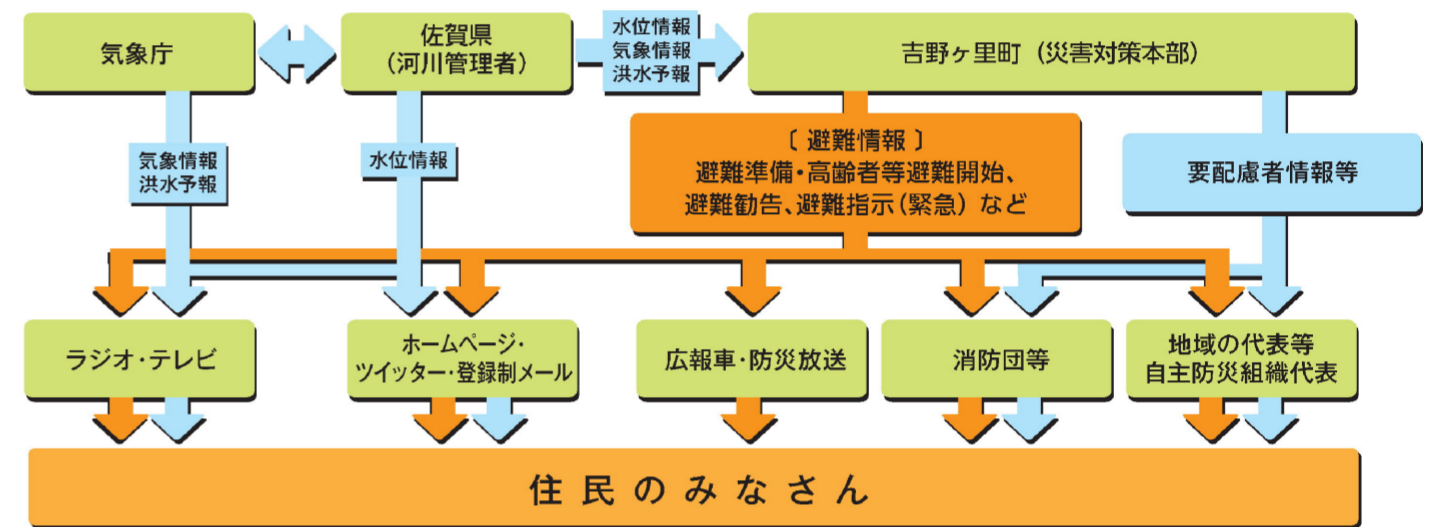 気象庁
佐賀県
（河川管理者）
水位情報
気象情報
洪水予報
吉野ヶ里町（災害対策本部）
気象情報
洪水予報
水位情報
〔 避難情報 〕
避難準備・高齢者等避難開始、
避難勧告、避難指示（緊急）など
要配慮者情報等
ラジオ・テレビ
ホームページ・
ツイッター・登録制メール
広報車・防災放送
消防団等
地域の代表等
自主防災組織代表
住民のみなさん